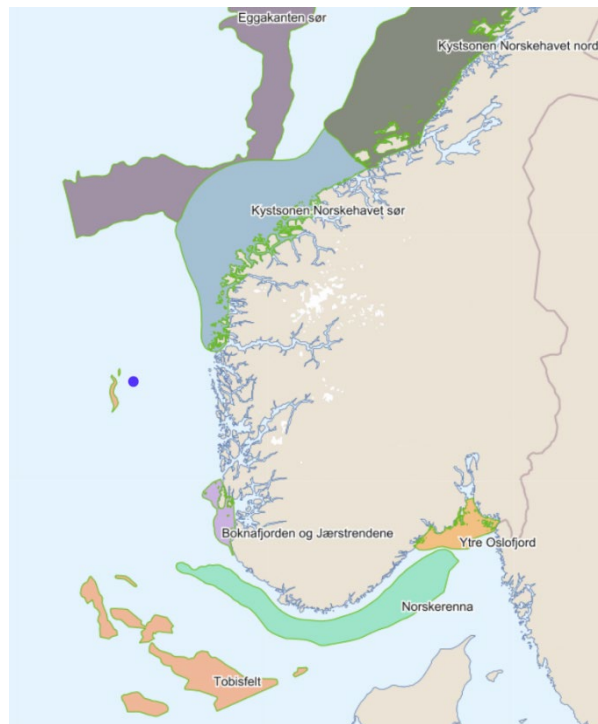 Eggakanten sør
Kystsonen Norskehavet nord
Kystsonen Norskehavet sør
Boknafjorden og Jærstrendene
Ytre Oslofjord
Norskerenna
Tobisfelt